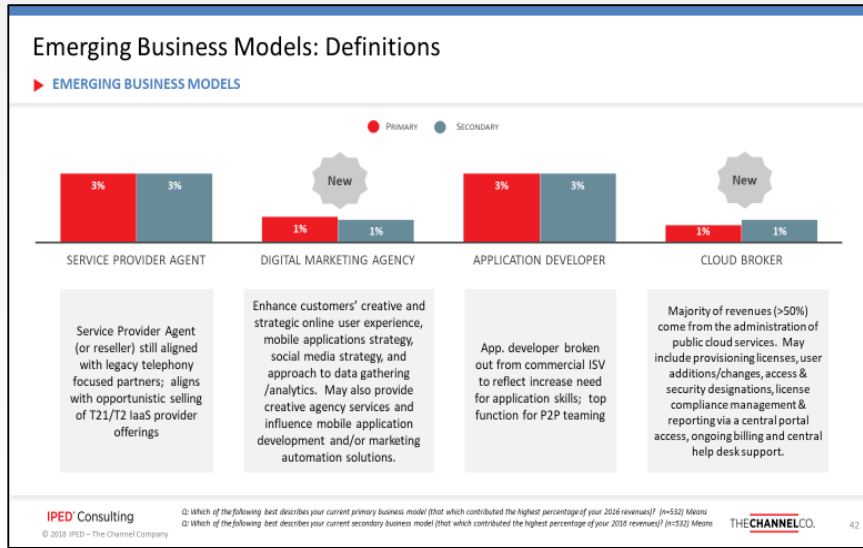 Emerging Business Models: Definitions
EMERGING BUSINESS MODELS
PRIMARY SECONDARY
3% 3%
New
1% 1%
3% 3%
New
1% 1%
SERVICE PROVIDER AGENT
DIGITAL MARKETING AGENCY
APPLICATION DEVELOPER
CLOUD BROKER
Service Provider Agent
(or reseller) still aligned
with legacy telephony
focused partners; aligns
with opportunistic selling
of T21/T2 IaaS provider
offerings
Enhance customers' creative and
strategic online user experience,
mobile applications strategy,
social media strategy, and
approach to data gathering
/analytics. May also provide
creative agency services and
influence mobile application
development and/or marketing
automation solutions.
App. developer broken
out from commercial ISV
to reflect increase need
for application skills; top
function for P2P teaming
Majority of revenues (>50%)
come from the administration of
public cloud services. May
include provisioning licenses, user
additions/changes, access &
security designations, license
compliance management &
reporting via a central portal
access, ongoing billing and central
help desk support.
IPED® Consulting
© 2018 IPED – The Channel Company
Q: Which of the following best describes your current primary business model (that which contributed the highest percentage of your 2016 revenues)? (n=532) Means
Q: Which of the following best describes your current secondary business model (that which contributed the highest percentage of your 2016 revenues)? (n=532) Means
THECHANNELCO.
42